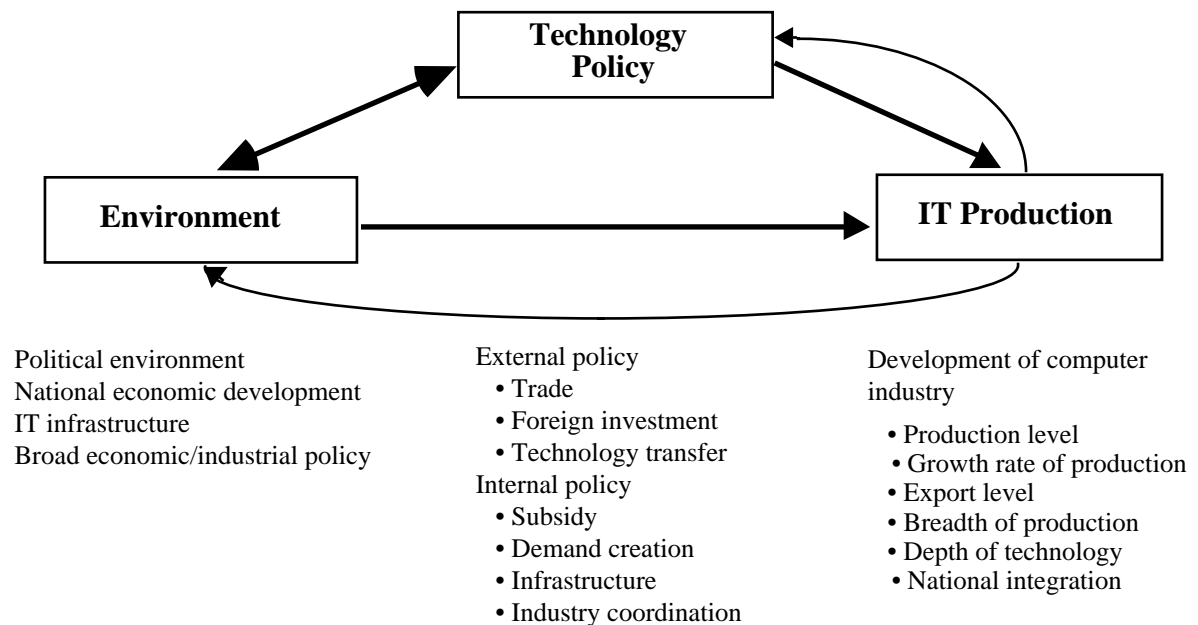 Technology
Policy
Environment
IT Production
Political environment
National economic development
IT infrastructure
Broad economic/industrial policy
External policy
• Trade
• Foreign investment
• Technology transfer
Internal policy
• Subsidy
• Demand creation
• Infrastructure
• Industry coordination
Development of computer
industry
• Production level
• Growth rate of production
• Export level
• Breadth of production
• Depth of technology
• National integration